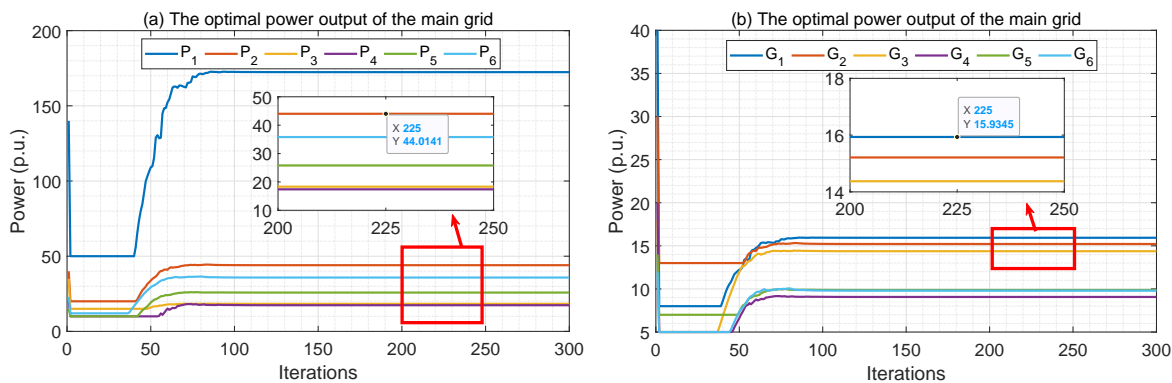 (a) The optimal power output of the main grid
P1 P2 P3 P4 P5 P6
Power (p.u.)
200
150
100
50
0
50
40
30
20
10
X 225
Y 44.0141
200 225 250
0 50 100 150 200 250 300
Iterations
(b) The optimal power output of the main grid
G1 G2 G3 G4 G5 G6
Power (p.u.)
40
35
30
25
20
15
10
5
18
16
14
X 225
Y 15.9345
200 225 250
0 50 100 150 200 250 300
Iterations